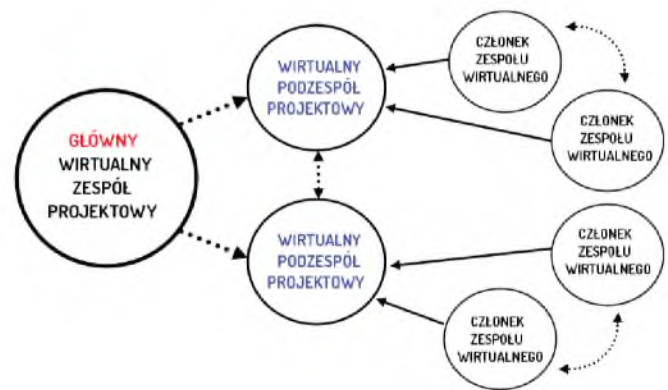 GŁÓWNY
WIRTUALNY
ZESPÓŁ
PROJEKTOWY
WIRTUALNY
PODZESPÓŁ
PROJEKTOWY
CZŁONEK
ZESPOŁU
WIRTUALNEGO
CZŁONEK
ZESPOŁU
WIRTUALNEGO
WIRTUALNY
PODZESPÓŁ
PROJEKTOWY
CZŁONEK
ZESPOŁU
WIRTUALNEGO
CZŁONEK
ZESPOŁU
WIRTUALNEGO